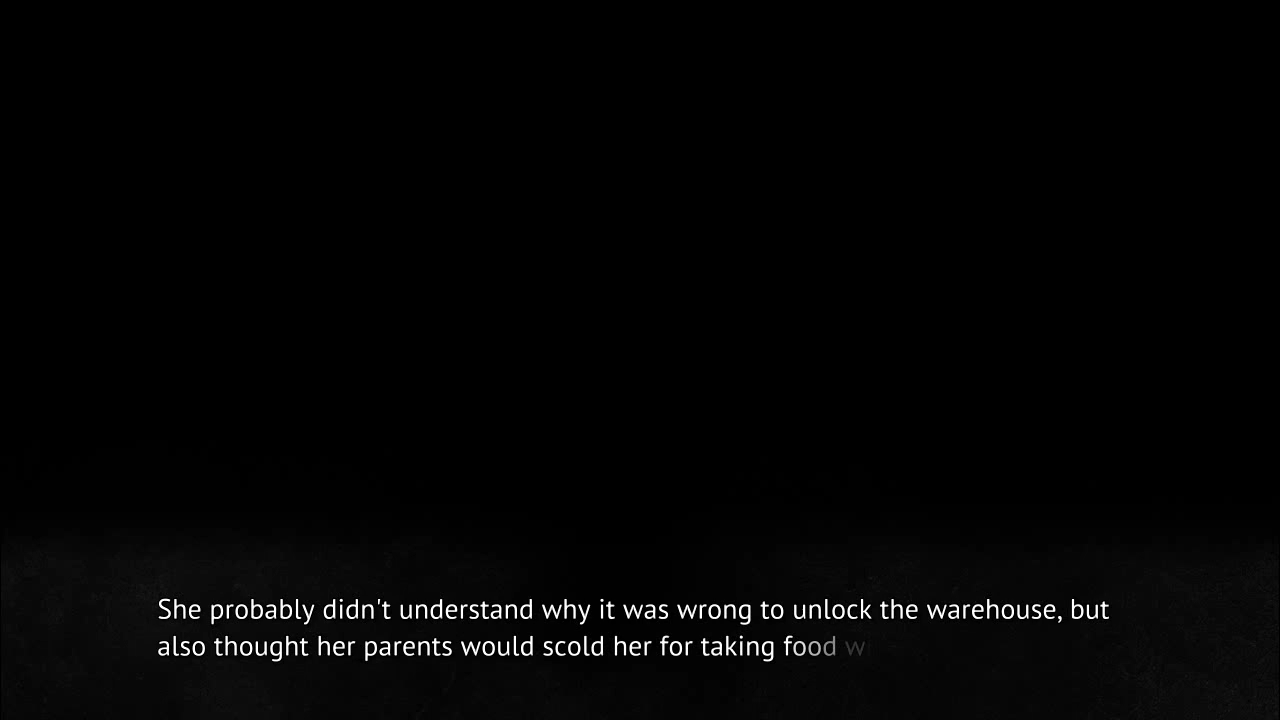 She probably didn't understand why it was wrong to unlock the warehouse, but
also thought her parents would scold her for taking food w